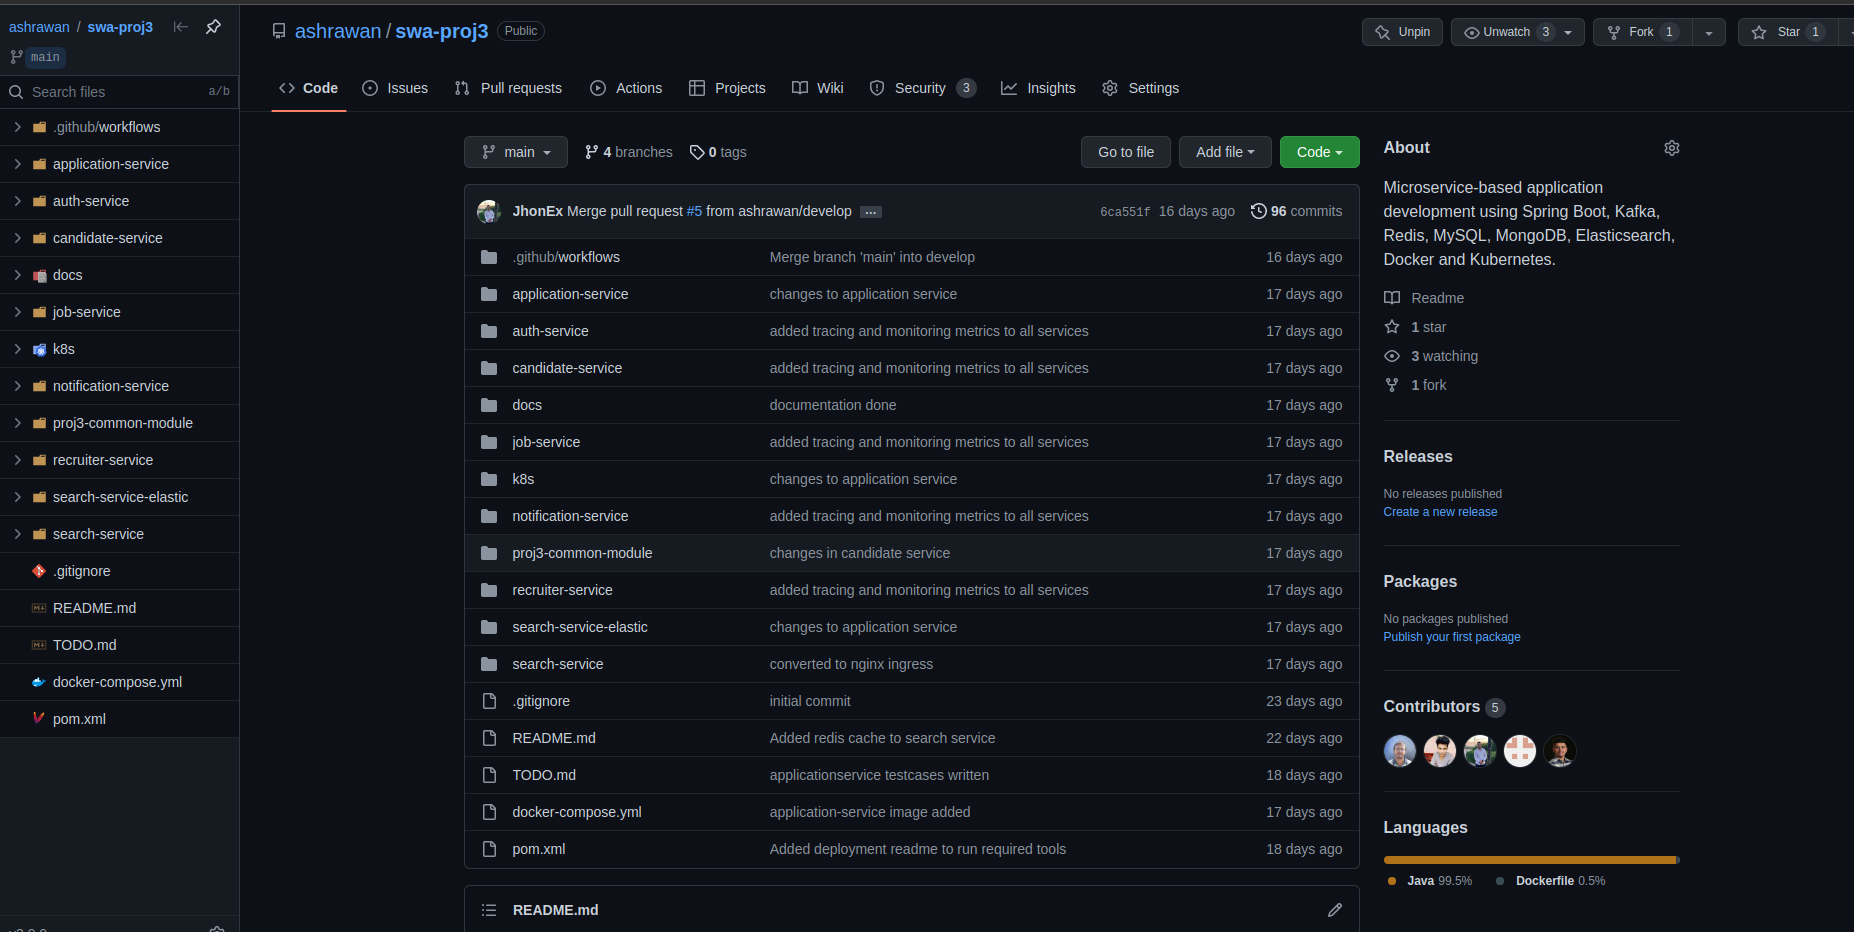 ashrawan / swa-proj3
main
Search files a/b
.github/workflows
application-service
auth-service
candidate-service
docs
job-service
k8s
notification-service
proj3-common-module
recruiter-service
search-service-elastic
search-service
.gitignore
README.md
TODO.md
docker-compose.yml
pom.xml
ashrawan / swa-proj3 Public
Unpin Unwatch 3 Fork 1 Star 1
Code Issues Pull requests Actions Projects Wiki Security 3 Insights Settings
main 4 branches 0 tags Go to file Add file Code
JhonEx Merge pull request #5 from ashrawan/develop ... 6ca551f 16 days ago 96 commits
.github/workflows Merge branch 'main' into develop 16 days ago
application-service changes to application service 17 days ago
auth-service added tracing and monitoring metrics to all services 17 days ago
candidate-service added tracing and monitoring metrics to all services 17 days ago
docs documentation done 17 days ago
job-service added tracing and monitoring metrics to all services 17 days ago
k8s changes to application service 17 days ago
notification-service added tracing and monitoring metrics to all services 17 days ago
proj3-common-module changes in candidate service 17 days ago
recruiter-service added tracing and monitoring metrics to all services 17 days ago
search-service-elastic changes to application service 17 days ago
search-service converted to nginx ingress 17 days ago
.gitignore initial commit 23 days ago
README.md Added redis cache to search service 22 days ago
TODO.md applicationservice testcases written 18 days ago
docker-compose.yml application-service image added 17 days ago
pom.xml Added deployment readme to run required tools 18 days ago
README.md
About
Microservice-based application
development using Spring Boot, Kafka,
Redis, MySQL, MongoDB, Elasticsearch,
Docker and Kubernetes.
Readme
1 star
3 watching
1 fork
Releases
No releases published
Create a new release
Packages
No packages published
Publish your first package
Contributors 5
Languages
Java 99.5% Dockerfile 0.5%